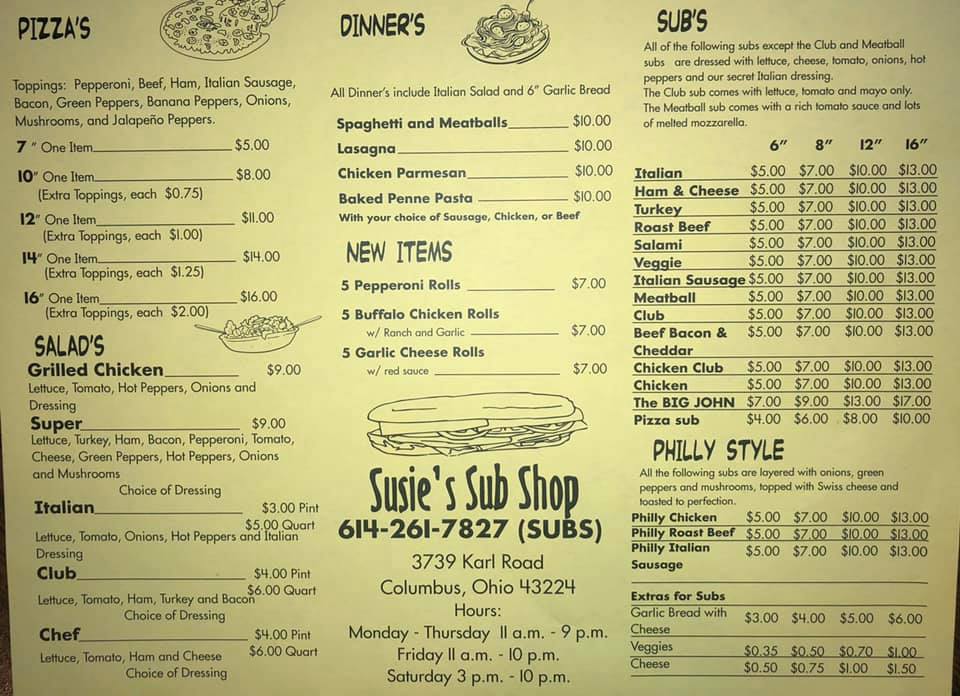 PIZZA'S
Toppings: Pepperoni, Beef, Ham, Italian Sausage,
Bacon, Green Peppers, Banana Peppers, Onions,
Mushrooms, and Jalapeño Peppers.
7 " One Item $5.00
10" One Item $8.00
(Extra Toppings, each $0.75)
12" One Item $11.00
(Extra Toppings, each $1.00)
14" One Item $14.00
(Extra Toppings, each $1.25)
16" One Item $16.00
(Extra Toppings, each $2.00)
SALAD'S
Grilled Chicken $9.00
Lettuce, Tomato, Hot Peppers, Onions and
Dressing
Super $9.00
Lettuce, Turkey, Ham, Bacon, Pepperoni, Tomato,
Cheese, Green Peppers, Hot Peppers, Onions
and Mushrooms
Choice of Dressing
Italian $3.00 Pint
$5.00 Quart
Lettuce, Tomato, Onions, Hot Peppers and Italian
Dressing
Club $4.00 Pint
$6.00 Quart
Lettuce, Tomato, Ham, Turkey and Bacon
Choice of Dressing
Chef $4.00 Pint
$6.00 Quart
Lettuce, Tomato, Ham and Cheese
Choice of Dressing
DINNER'S
All Dinner's include Italian Salad and 6" Garlic Bread
Spaghetti and Meatballs $10.00
Lasagna $10.00
Chicken Parmesan $10.00
Baked Penne Pasta $10.00
With your choice of Sausage, Chicken, or Beef
NEW ITEMS
5 Pepperoni Rolls $7.00
5 Buffalo Chicken Rolls
w/ Ranch and Garlic $7.00
5 Garlic Cheese Rolls
w/ red sauce $7.00
Susie's Sub Shop
614-261-7827 (SUBS)
3739 Karl Road
Columbus, Ohio 43224
Hours:
Monday - Thursday 11 a.m. - 9 p.m.
Friday 11 a.m. - 10 p.m.
Saturday 3 p.m. - 10 p.m.
SUB'S
All of the following subs except the Club and Meatball
subs are dressed with lettuce, cheese, tomato, onions, hot
peppers and our secret Italian dressing.
The Club sub comes with lettuce, tomato and mayo only.
The Meatball sub comes with a rich tomato sauce and lots
of melted mozzarella.
6" 8" 12" 16"
Italian $5.00 $7.00 $10.00 $13.00
Ham & Cheese $5.00 $7.00 $10.00 $13.00
Turkey $5.00 $7.00 $10.00 $13.00
Roast Beef $5.00 $7.00 $10.00 $13.00
Salami $5.00 $7.00 $10.00 $13.00
Veggie $5.00 $7.00 $10.00 $13.00
Italian Sausage $5.00 $7.00 $10.00 $13.00
Meatball $5.00 $7.00 $10.00 $13.00
Club $5.00 $7.00 $10.00 $13.00
Beef Bacon & $5.00 $7.00 $10.00 $13.00
Cheddar
Chicken Club $5.00 $7.00 $10.00 $13.00
Chicken $5.00 $7.00 $10.00 $13.00
The BIG JOHN $7.00 $9.00 $13.00 $17.00
Pizza sub $4.00 $6.00 $8.00 $10.00
PHILLY STYLE
All the following subs are layered with onions, green
peppers and mushrooms, topped with Swiss cheese and
toasted to perfection.
Philly Chicken $5.00 $7.00 $10.00 $13.00
Philly Roast Beef $5.00 $7.00 $10.00 $13.00
Philly Italian $5.00 $7.00 $10.00 $13.00
Sausage
Extras for Subs
Garlic Bread with $3.00 $4.00 $5.00 $6.00
Cheese
Veggies $0.35 $0.50 $0.70 $1.00
Cheese $0.50 $0.75 $1.00 $1.50